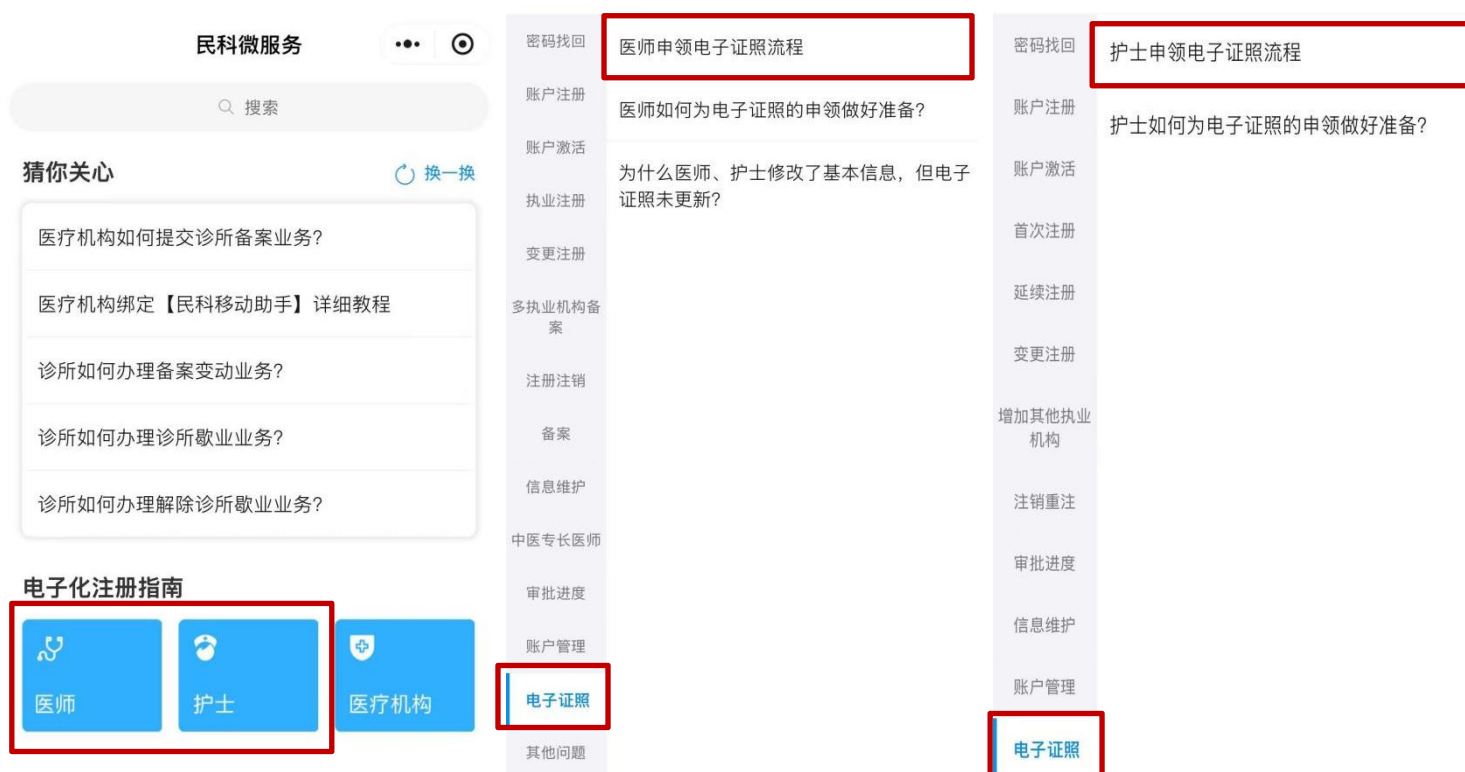 民科微服务
搜索
猜你关心
换一换
医疗机构如何提交诊所备案业务?
医疗机构绑定【民科移动助手】详细教程
诊所如何办理备案变动业务?
诊所如何办理诊所歇业业务?
诊所如何办理解除诊所歇业业务?
电子化注册指南
医师
护士
医疗机构
密码找回
账户注册
账户激活
执业注册
变更注册
多执业机构备
案
注册注销
备案
信息维护
中医专长医师
审批进度
账户管理
电子证照
其他问题
医师申领电子证照流程
医师如何为电子证照的申领做好准备?
为什么医师、护士修改了基本信息，但电子
证照未更新?
密码找回
账户注册
账户激活
首次注册
延续注册
变更注册
增加其他执业
机构
注销重注
审批进度
信息维护
账户管理
电子证照
护士申领电子证照流程
护士如何为电子证照的申领做好准备?